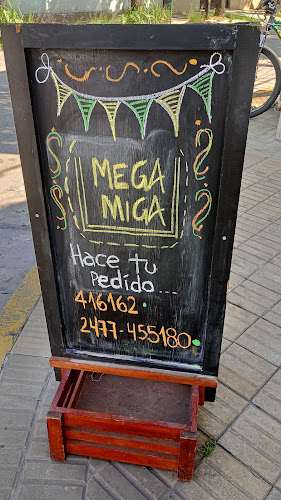 MEGA
MIGA
Hace tu
Pedido...
416162
2477-455180